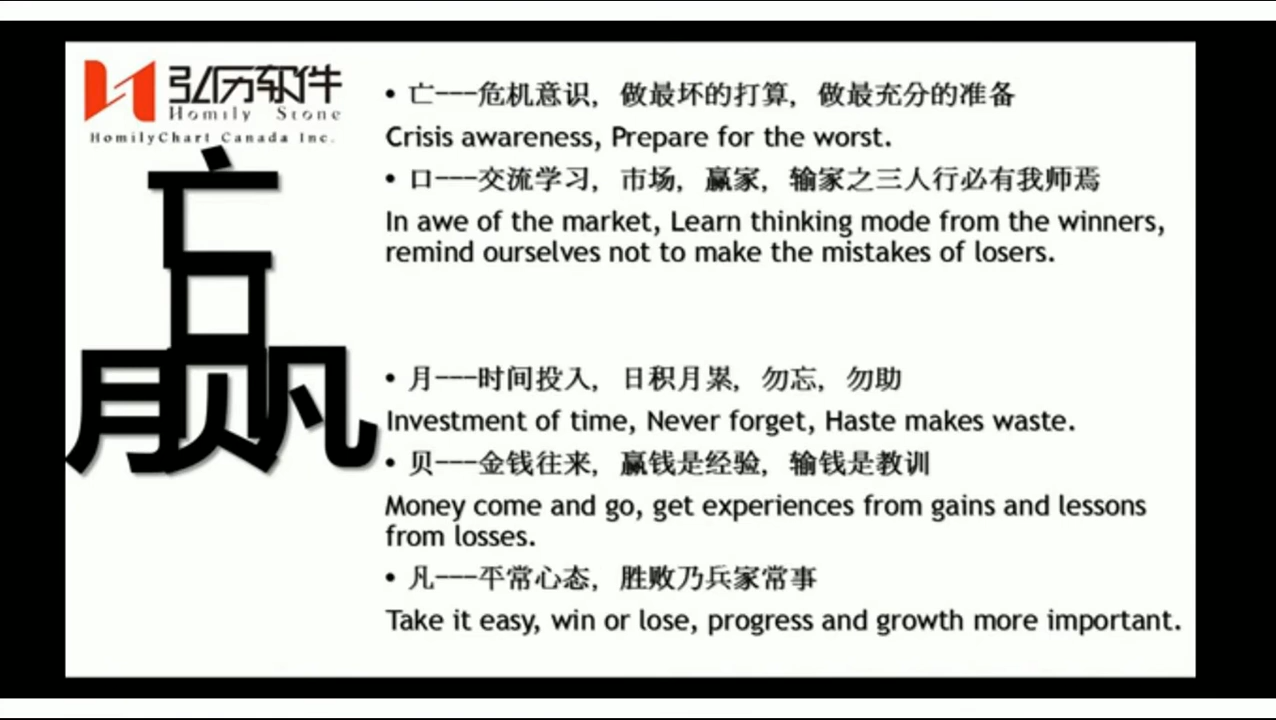 弘历软件
Homily Stone
HomilyChart Canada Inc.
亡
口
月贝凡
• 亡---危机意识，做最坏的打算，做最充分的准备
Crisis awareness, Prepare for the worst.
• 口---交流学习，市场，赢家，输家之三人行必有我师焉
In awe of the market, Learn thinking mode from the winners,
remind ourselves not to make the mistakes of losers.
• 月---时间投入，日积月累，勿忘，勿助
Investment of time, Never forget, Haste makes waste.
• 贝---金钱往来，赢钱是经验，输钱是教训
Money come and go, get experiences from gains and lessons
from losses.
• 凡---平常心态，胜败乃兵家常事
Take it easy, win or lose, progress and growth more important.